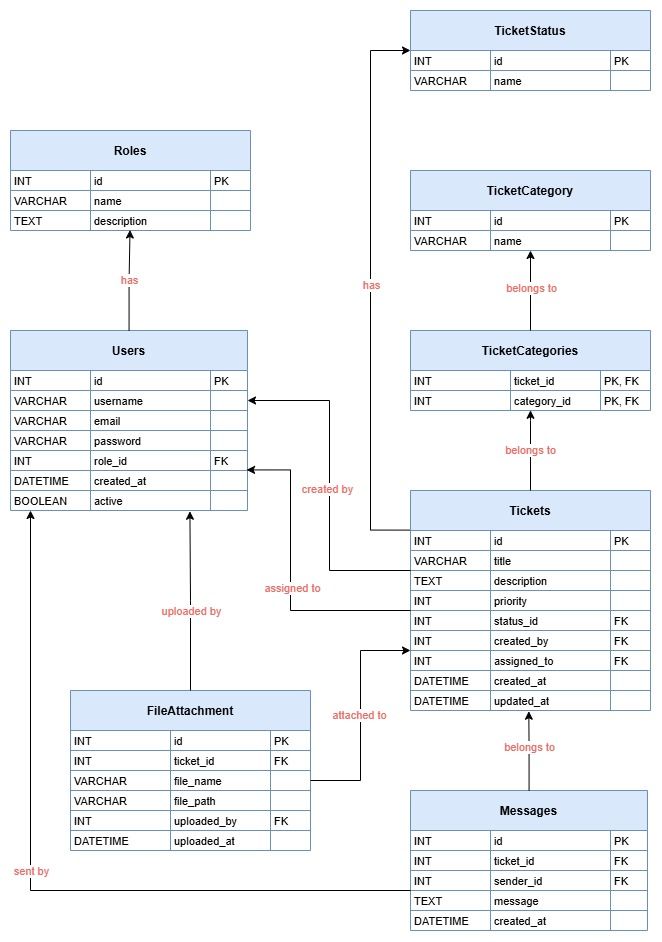 TicketStatus
INT id PK
VARCHAR name
Roles
INT id PK
VARCHAR name
TEXT description
TicketCategory
INT id PK
VARCHAR name
has
has
belongs to
Users
INT id PK
VARCHAR username
VARCHAR email
VARCHAR password
INT role_id FK
DATETIME created_at
BOOLEAN active
TicketCategories
INT ticket_id PK, FK
INT category_id PK, FK
belongs to
created by
assigned to
uploaded by
Tickets
INT id PK
VARCHAR title
TEXT description
INT priority
INT status_id FK
INT created_by FK
INT assigned_to FK
DATETIME created_at
DATETIME updated_at
FileAttachment
INT id PK
INT ticket_id FK
VARCHAR file_name
VARCHAR file_path
INT uploaded_by FK
DATETIME uploaded_at
attached to
belongs to
Messages
INT id PK
INT ticket_id FK
INT sender_id FK
TEXT message
DATETIME created_at
sent by